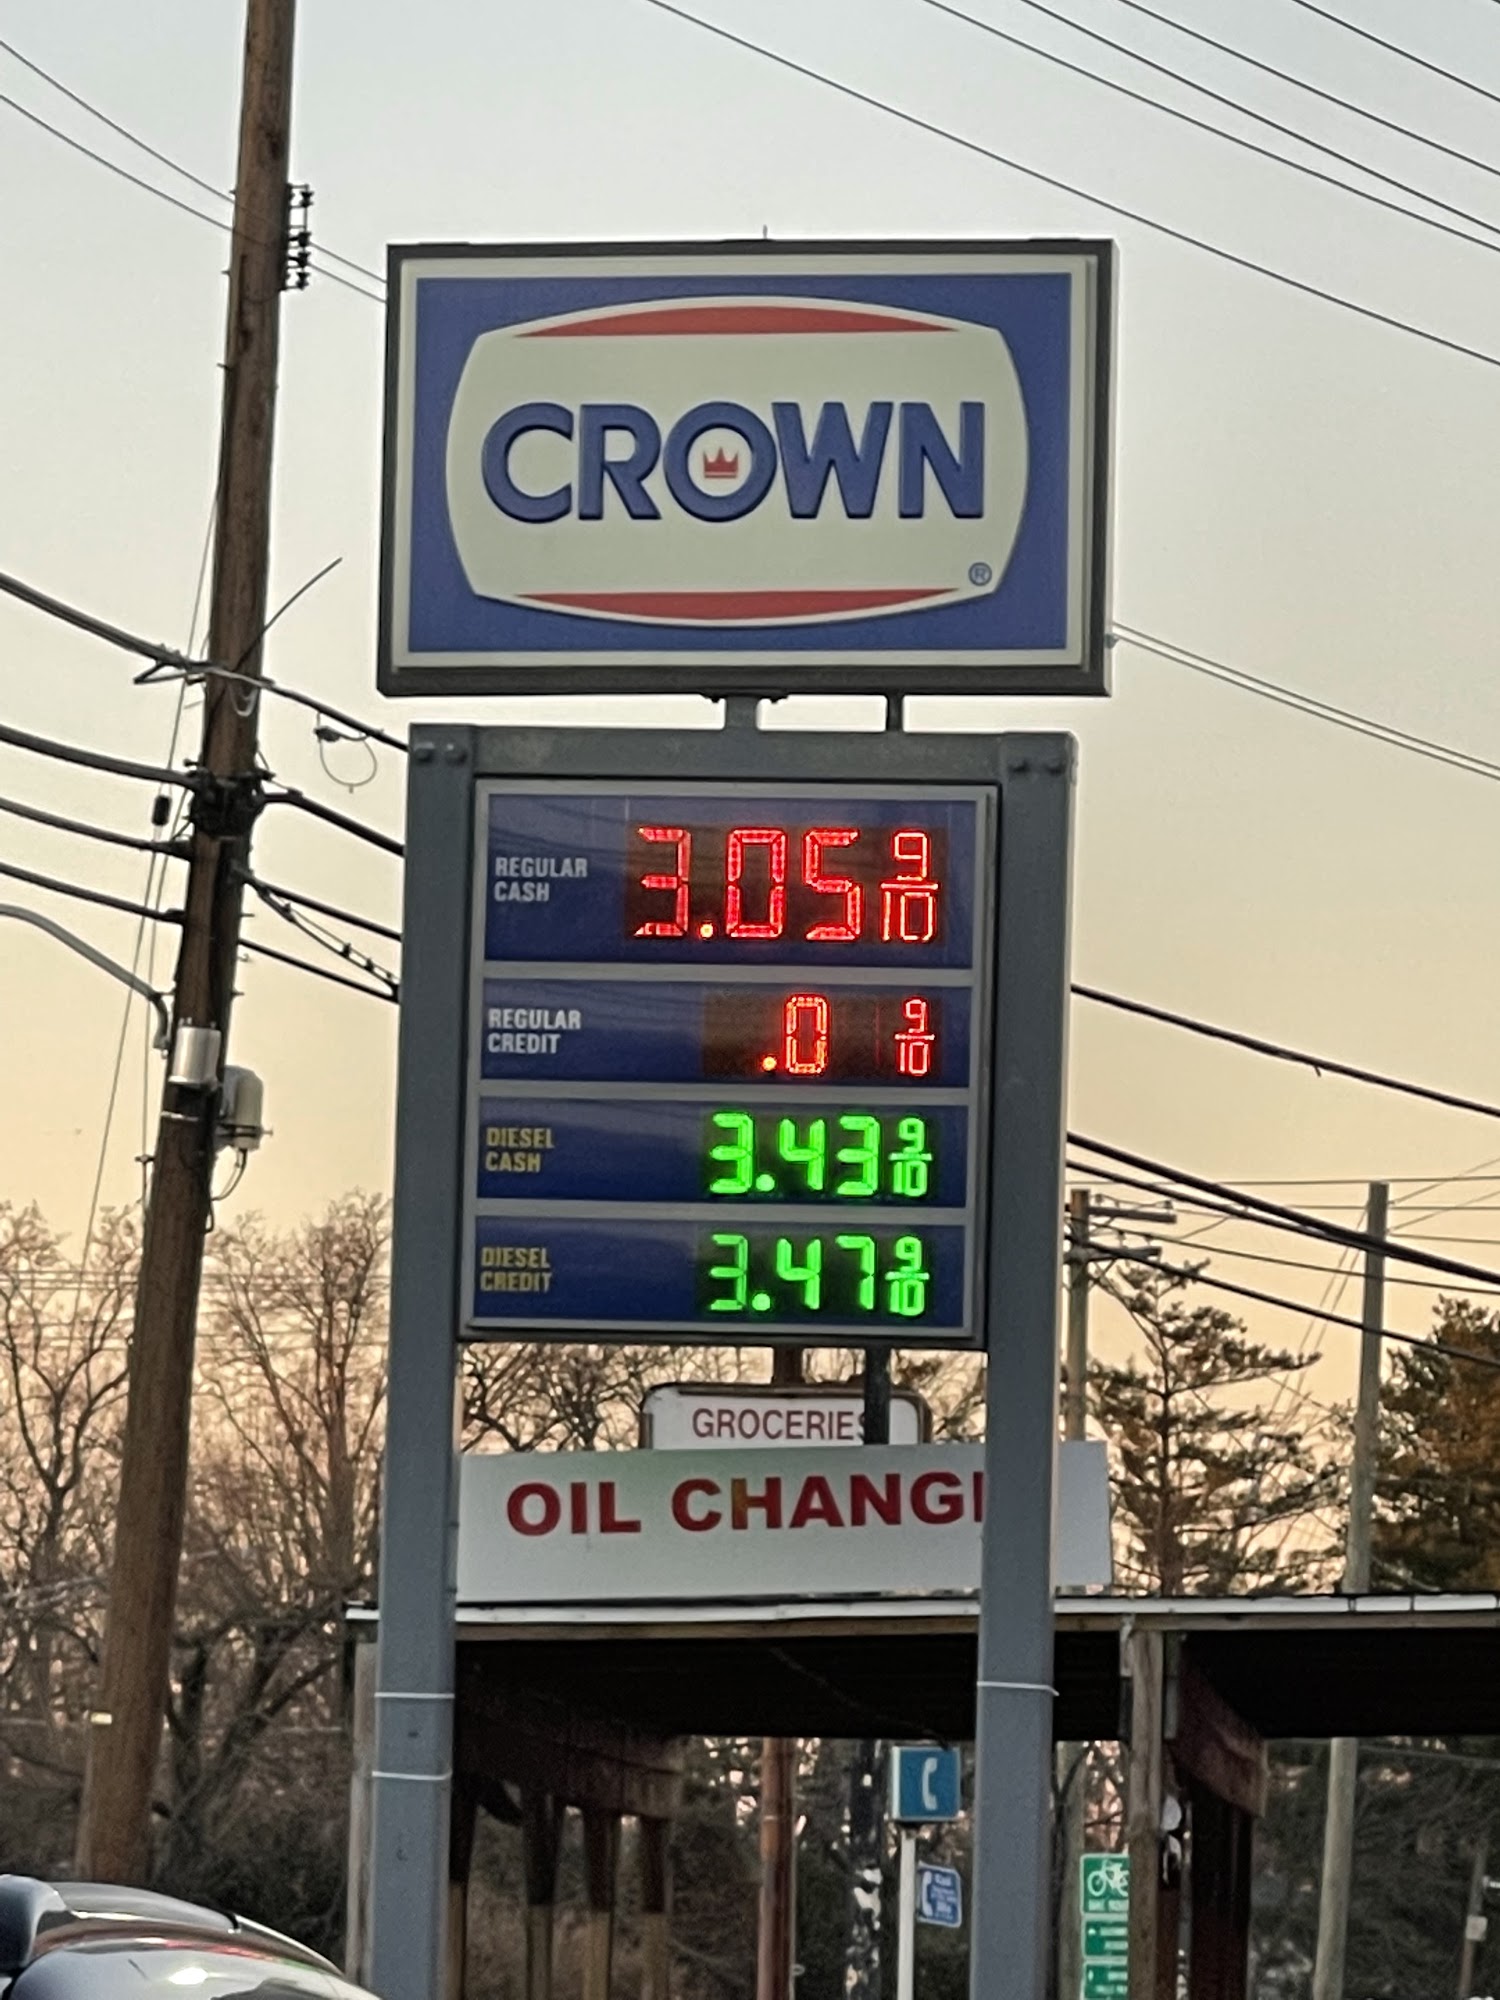 CROWN
®
REGULAR
CASH
3.05 9/10
REGULAR
CREDIT
.0 9/10
DIESEL
CASH
3.43 9/10
DIESEL
CREDIT
3.47 9/10
GROCERIES
OIL CHANG